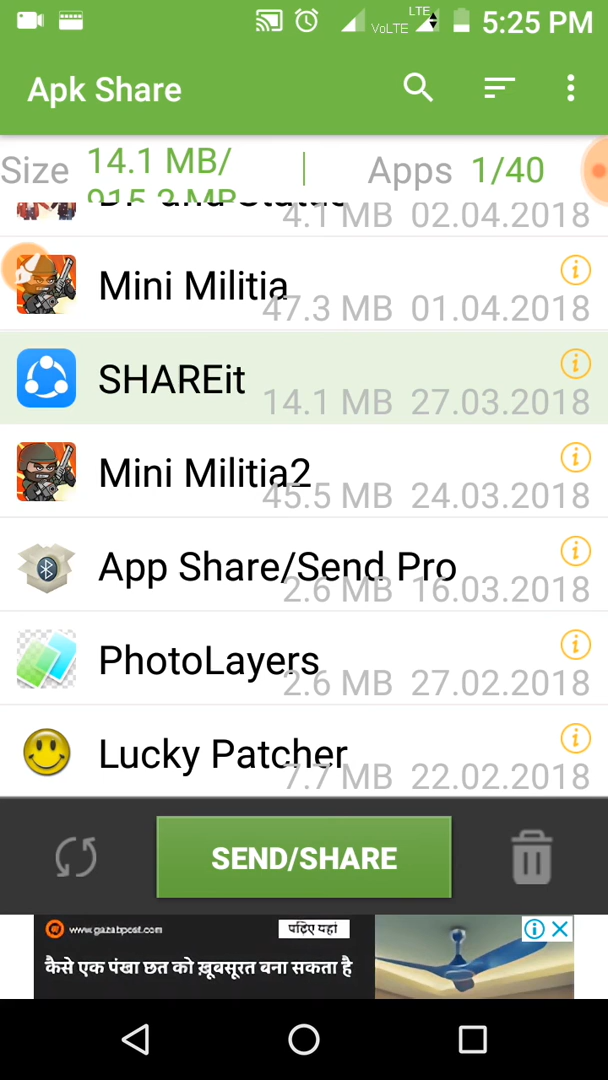 VoLTE LTE 5:25 PM
Apk Share
Size 14.1 MB/ Apps 1/40
915.2 MB
4.1 MB 02.04.2018
Mini Militia
47.3 MB 01.04.2018
SHAREit
14.1 MB 27.03.2018
Mini Militia2
45.5 MB 24.03.2018
App Share/Send Pro
2.6 MB 16.03.2018
PhotoLayers
2.6 MB 27.02.2018
Lucky Patcher
7.7 MB 22.02.2018
SEND/SHARE
www.gazabpost.com पढ़िए यहां
कैसे एक पंखा छत को ख़ूबसूरत बना सकता है